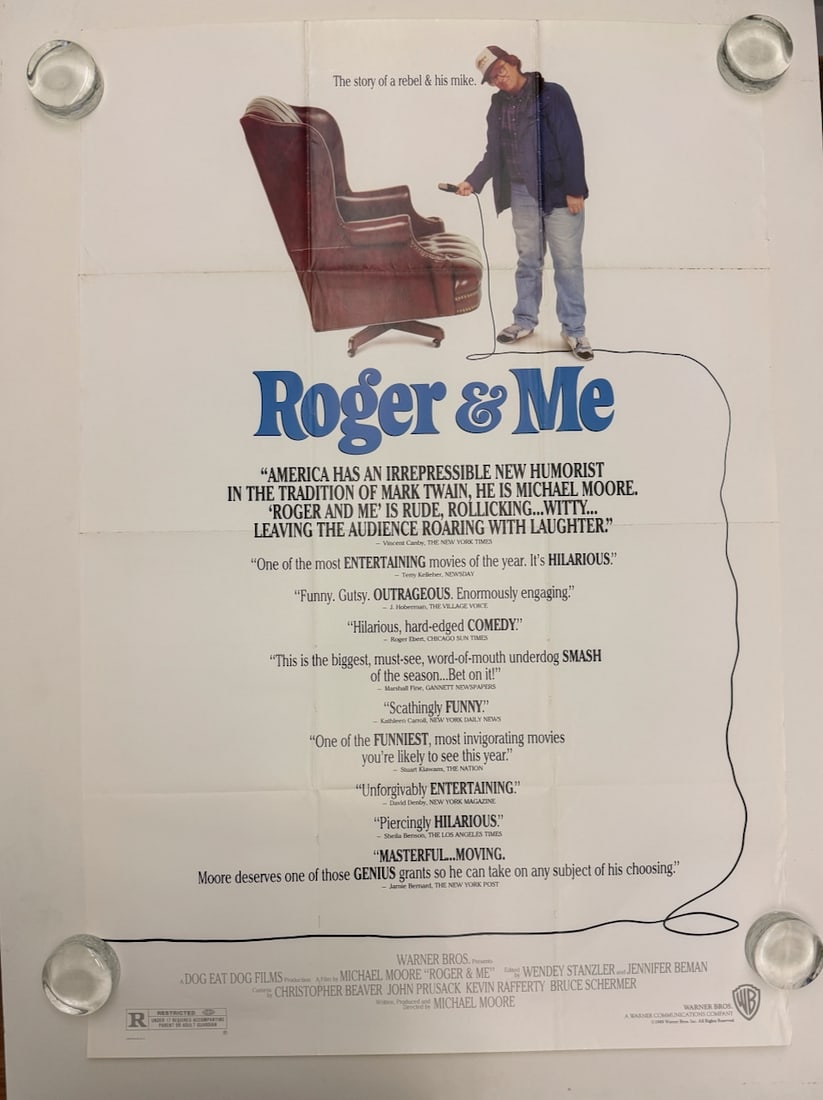 The story of a rebel & his mike.
Roger & Me
“AMERICA HAS AN IRREPRESSIBLE NEW HUMORIST
IN THE TRADITION OF MARK TWAIN, HE IS MICHAEL MOORE.
‘ROGER AND ME’ IS RUDE, ROLLICKING...WITTY...
LEAVING THE AUDIENCE ROARING WITH LAUGHTER.”
– Vincent Canby, THE NEW YORK TIMES
“One of the most ENTERTAINING movies of the year. It’s HILARIOUS.”
– Terry Kelleher, NEWSDAY
“Funny. Gutsy. OUTRAGEOUS. Enormously engaging.”
– J. Hoberman, THE VILLAGE VOICE
“Hilarious, hard-edged COMEDY.”
– Roger Ebert, CHICAGO SUN TIMES
“This is the biggest, must-see, word-of-mouth underdog SMASH
of the season...Bet on it!”
– Marshall Fine, GANNETT NEWSPAPERS
“Scathingly FUNNY.”
– Kathleen Carroll, NEW YORK DAILY NEWS
“One of the FUNNIEST, most invigorating movies
you’re likely to see this year.”
– Stuart Klawans, THE NATION
“Unforgivably ENTERTAINING.”
– David Denby, NEW YORK MAGAZINE
“Piercingly HILARIOUS.”
– Sheila Benson, THE LOS ANGELES TIMES
“MASTERFUL...MOVING.
Moore deserves one of those GENIUS grants so he can take on any subject of his choosing.”
– Jamie Bernard, THE NEW YORK POST
WARNER BROS. Presents
A DOG EAT DOG FILMS Production A Film by MICHAEL MOORE “ROGER & ME” Edited by WENDEY STANZLER and JENNIFER BEMAN
Camera by CHRISTOPHER BEAVER JOHN PRUSACK KEVIN RAFFERTY BRUCE SCHERMER
Written, Produced and Directed by MICHAEL MOORE
R RESTRICTED
UNDER 17 REQUIRES ACCOMPANYING
PARENT OR ADULT GUARDIAN
WARNER BROS.
A WARNER COMMUNICATIONS COMPANY
©1989 Warner Bros. Inc. All Rights Reserved.
WB